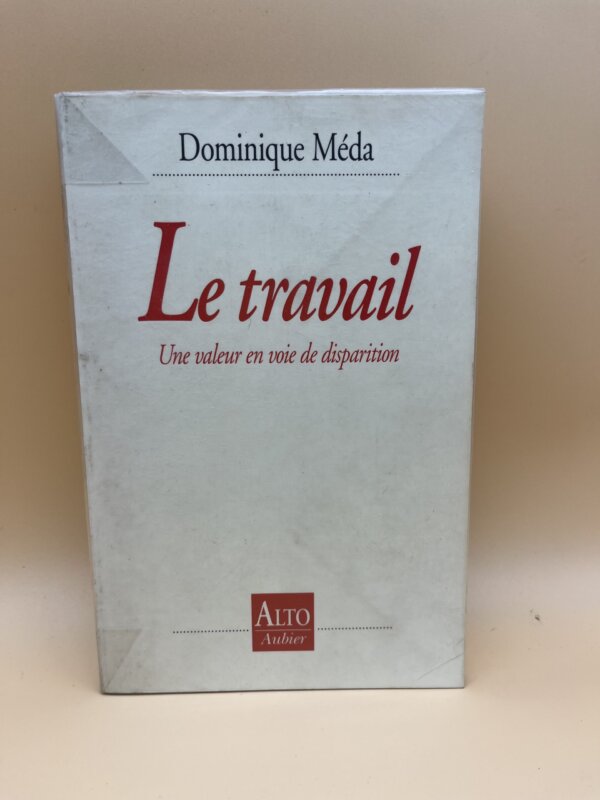 Dominique Méda
Le travail
Une valeur en voie de disparition
ALTO
Aubier